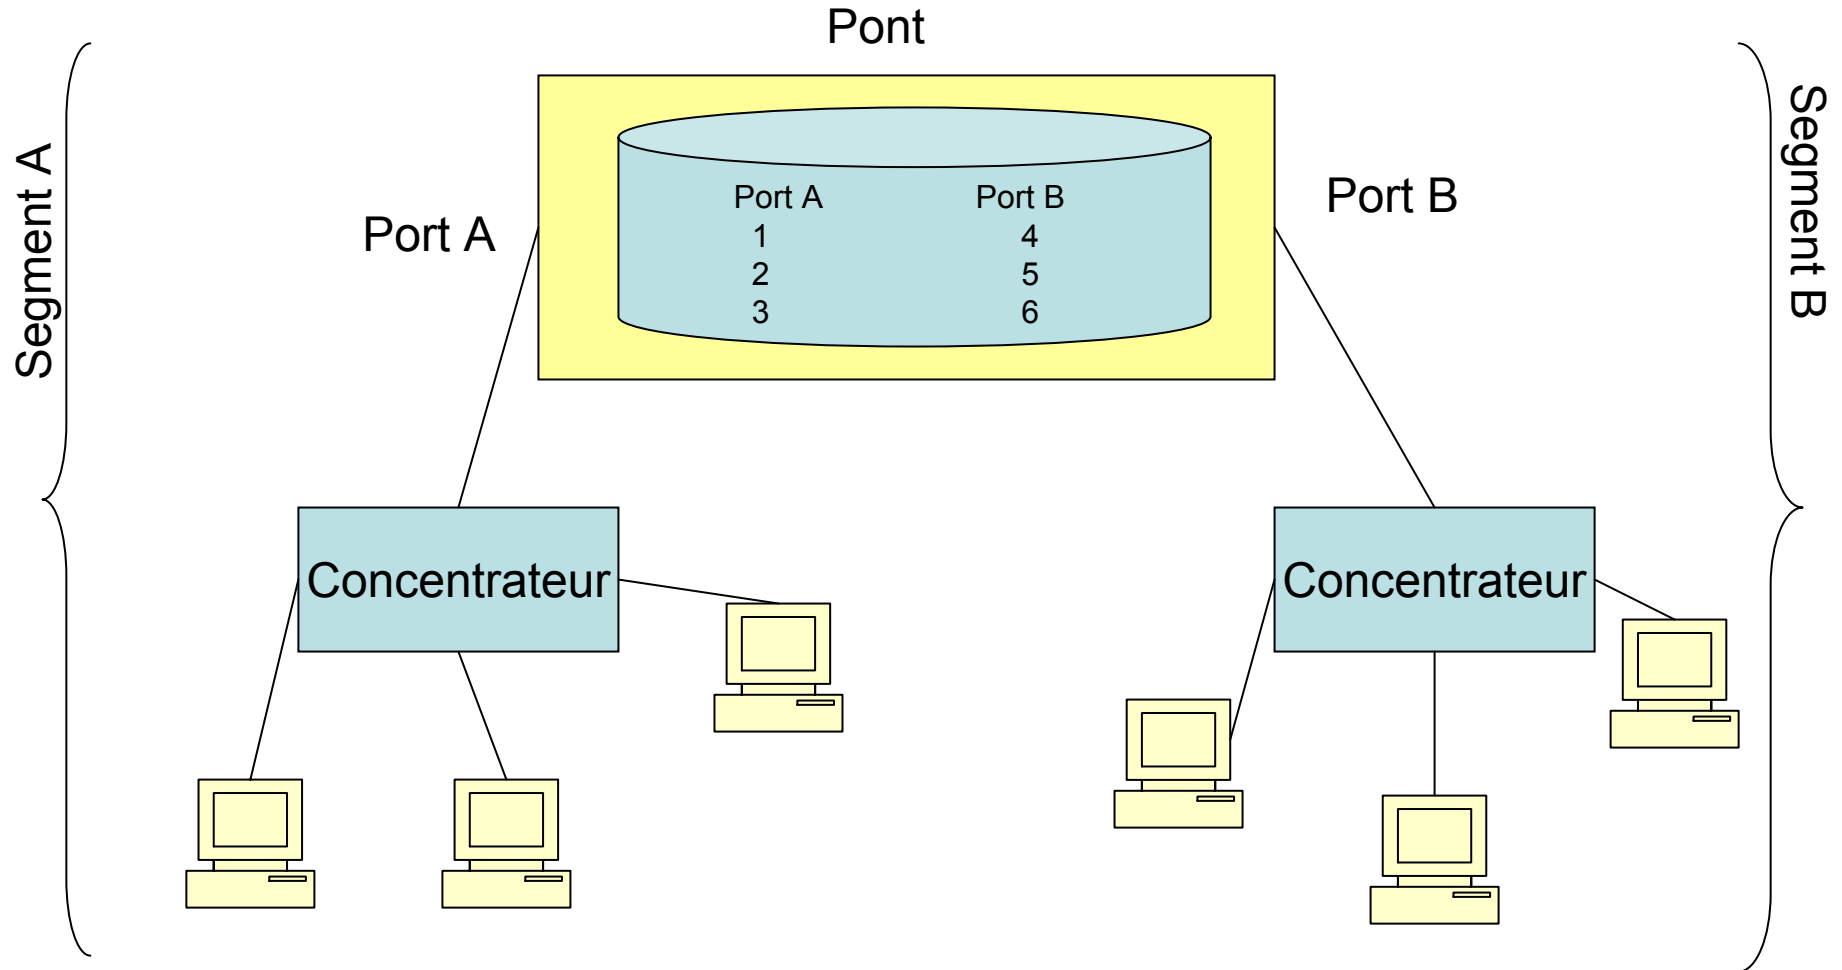 Pont
Segment A
Port A
Port A Port B
1 4
2 5
3 6
Port B
Segment B
Concentrateur
Concentrateur